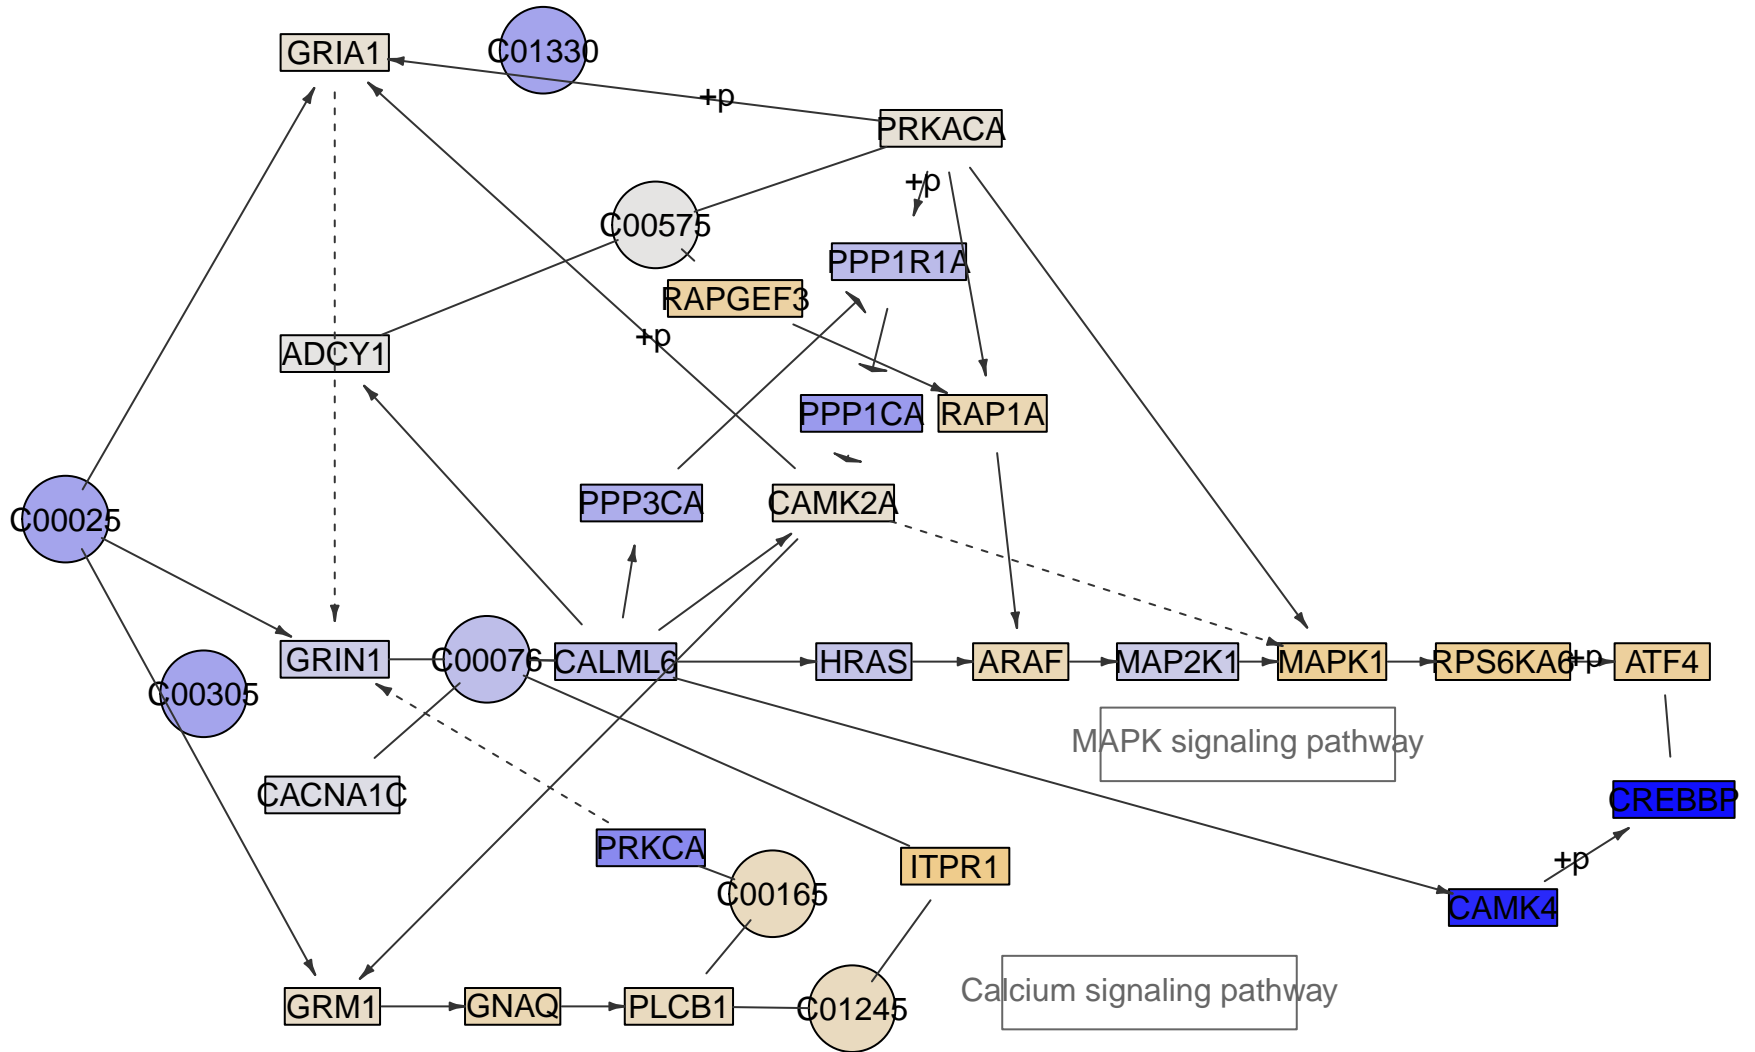 GRIA1
C01330
+p
PRKACA
+p
C00575
PPP1R1A
RAPGEF3
+p
ADCY1
PPP1CA
RAP1A
C00025
PPP3CA
CAMK2A
GRIN1
C00076
CALML6
HRAS
ARAF
MAP2K1
MAPK1
RPS6KA6
+p
ATF4
C00305
MAPK signaling pathway
CACNA1C
CREBBP
PRKCA
ITPR1
+p
C00165
CAMK4
Calcium signaling pathway
GRM1
GNAQ
PLCB1
C01245